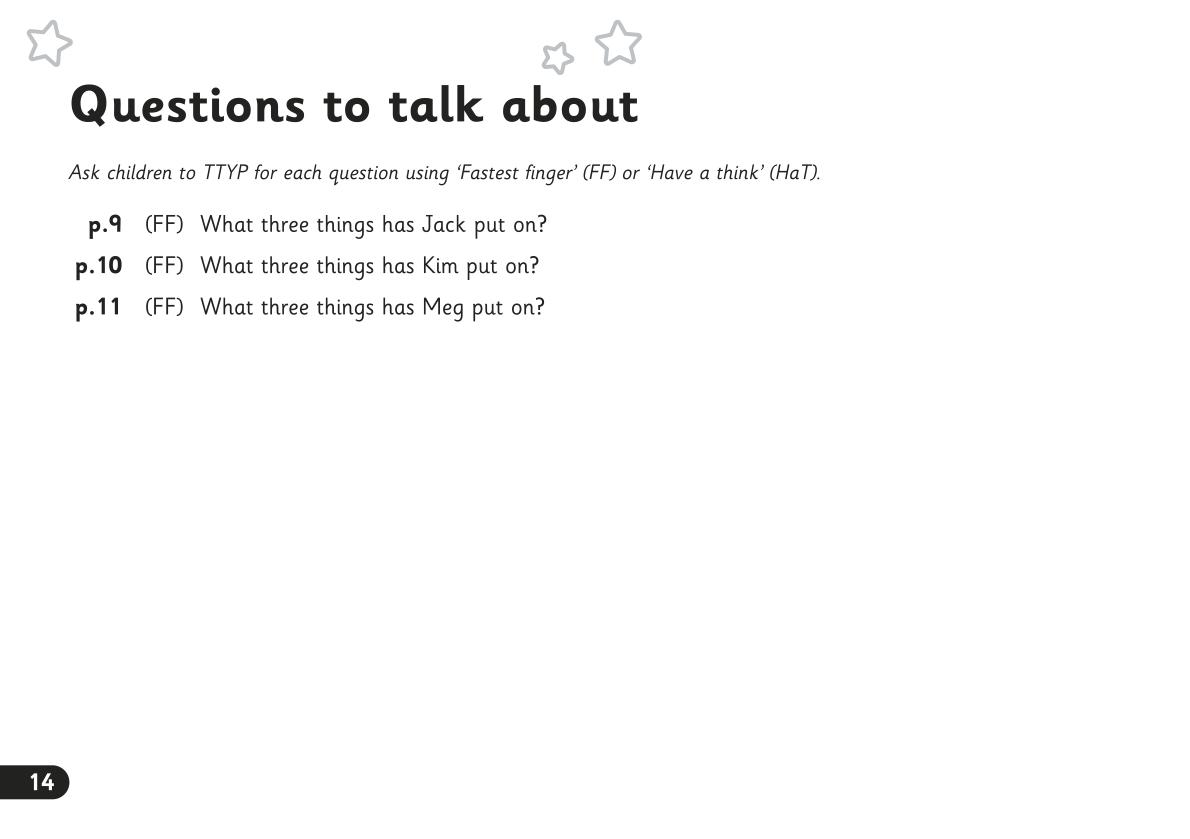 Questions to talk about
Ask children to TTYP for each question using ‘Fastest finger’ (FF) or ‘Have a think’ (HaT).
p.9 (FF) What three things has Jack put on?
p.10 (FF) What three things has Kim put on?
p.11 (FF) What three things has Meg put on?
14